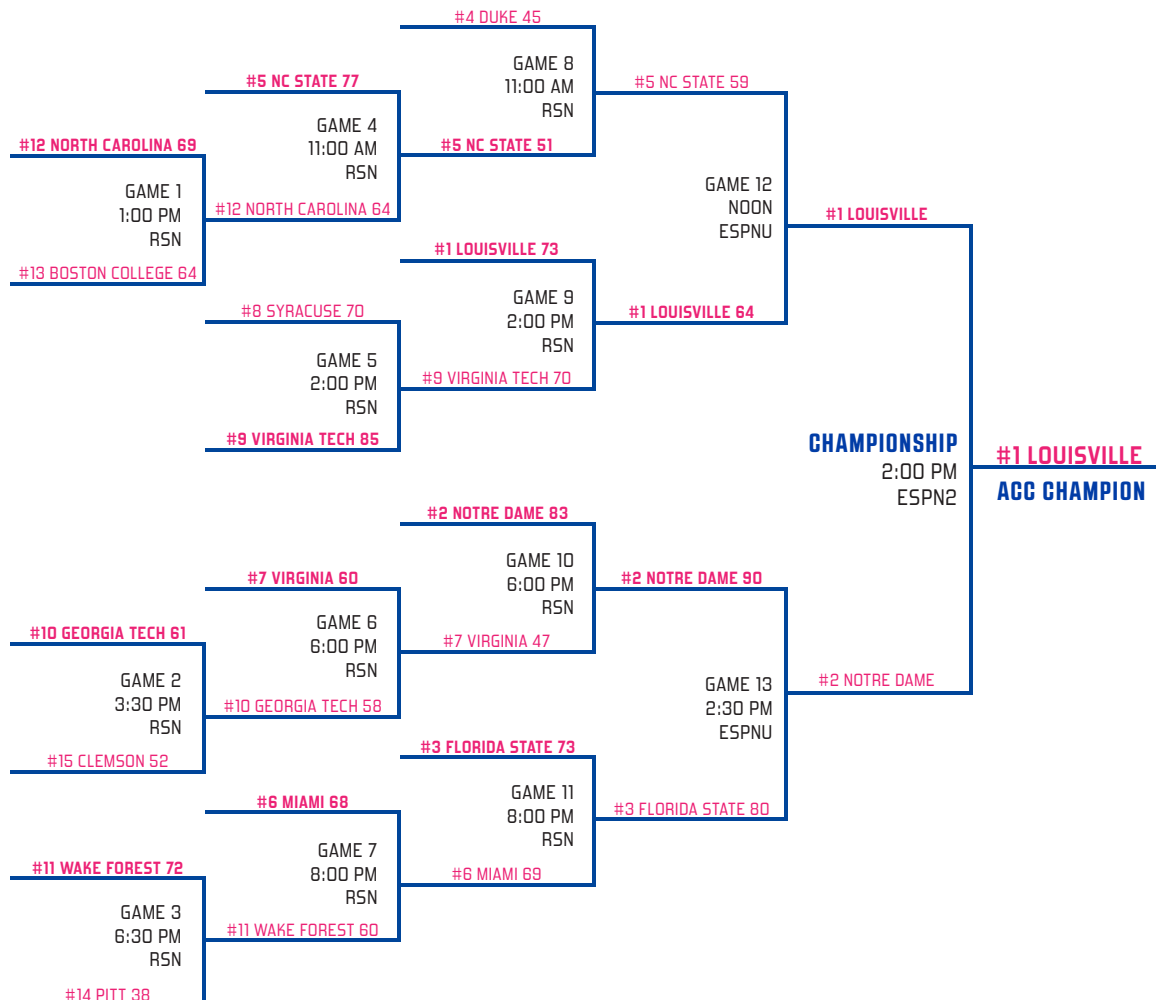 #4 DUKE 45
GAME 8
11:00 AM
RSN
#5 NC STATE 77
#5 NC STATE 59
GAME 4
11:00 AM
RSN
#12 NORTH CAROLINA 69
#5 NC STATE 51
GAME 1
1:00 PM
RSN
GAME 12
NOON
ESPNU
#12 NORTH CAROLINA 64
#1 LOUISVILLE
#1 LOUISVILLE 73
#13 BOSTON COLLEGE 64
GAME 9
2:00 PM
RSN
#8 SYRACUSE 70
#1 LOUISVILLE 64
GAME 5
2:00 PM
RSN
#9 VIRGINIA TECH 70
#9 VIRGINIA TECH 85
CHAMPIONSHIP
2:00 PM
ESPN2
#1 LOUISVILLE
ACC CHAMPION
#2 NOTRE DAME 83
GAME 10
6:00 PM
RSN
#7 VIRGINIA 60
#2 NOTRE DAME 90
GAME 6
6:00 PM
RSN
#10 GEORGIA TECH 61
#7 VIRGINIA 47
GAME 2
3:30 PM
RSN
GAME 13
2:30 PM
ESPNU
#2 NOTRE DAME
#10 GEORGIA TECH 58
#3 FLORIDA STATE 73
#15 CLEMSON 52
GAME 11
8:00 PM
RSN
#6 MIAMI 68
#3 FLORIDA STATE 80
GAME 7
8:00 PM
RSN
#11 WAKE FOREST 72
#6 MIAMI 69
GAME 3
6:30 PM
RSN
#11 WAKE FOREST 60
#14 PITT 38